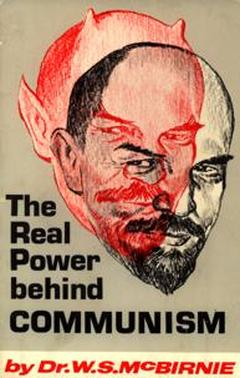 The
Real
Power
behind
COMMUNISM
by Dr. W.S. McBIRNIE